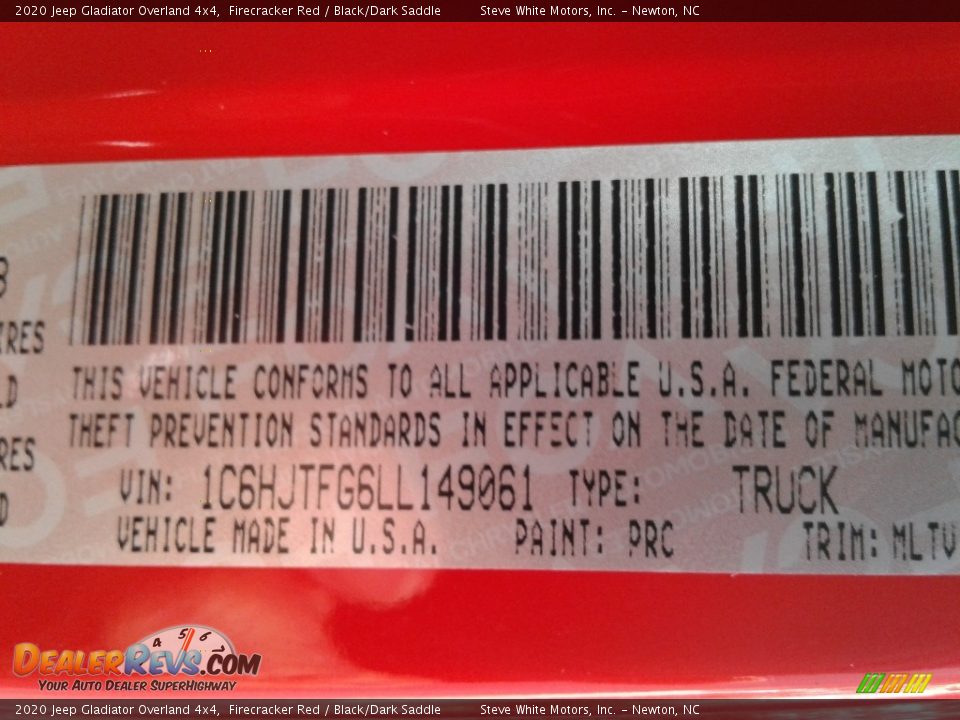 2020 Jeep Gladiator Overland 4x4,  Firecracker Red / Black/Dark Saddle        Steve White Motors, Inc. – Newton, NC
THIS VEHICLE CONFORMS TO ALL APPLICABLE U.S.A. FEDERAL MOTO
THEFT PREVENTION STANDARDS IN EFFECT ON THE DATE OF MANUFAC
VIN: 1C6HJTFG6LL149061 TYPE: TRUCK
VEHICLE MADE IN U.S.A. PAINT: PRC TRIM: MLTV
4 5 6
DEALERREVS.COM
YOUR AUTO DEALER SUPERHIGHWAY
2020 Jeep Gladiator Overland 4x4,  Firecracker Red / Black/Dark Saddle        Steve White Motors, Inc. – Newton, NC